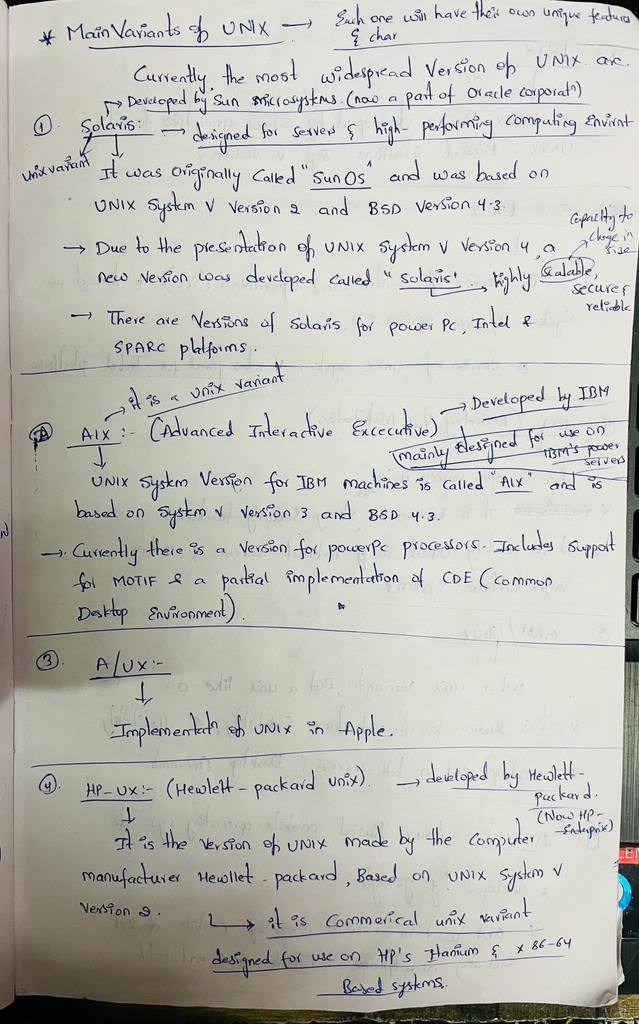 * Main Variants of UNIX → Each one will have their own unique features
& char
Currently, the most widespread Version of UNIX are.
→ Developed by Sun Microsystems. (now a part of Oracle corporatn)
① Solaris: → designed for servers & high-performing Computing Envirnt
unix variant
It was originally Called "SunOs" and was based on
UNIX System V Version 2 and BSD Version 4.3.
→ Due to the presentation of UNIX System V Version 4, a
new version was developed called "Solaris". → highly scalable,
Capacity to
change in
size
secure &
reliable
→ There are Versions of Solaris for power Pc, Intel &
SPARC platforms.
→ it is a unix variant
AIX :- (Advanced Interactive Excecutive) → Developed by IBM
mainly designed for use on
IBM's power
servers
UNIX System Version for IBM machines is called "AIX" and is
based on System V Version 3 and BSD 4.3.
→ Currently there is a Version for powerPc processors. Includes Support
for MOTIF & a partial implementation of CDE (Common
Desktop Environment).
③. A/UX:-
Implementatn of UNIX in Apple.
④. HP-UX:- (Hewlett-packard Unix). → developed by Hewlett-
packard.
(Now HP-
Enterprise)
It is the Version of UNIX made by the Computer
manufacturer Hewllet-packard, Based on UNIX System V
Version 2.
→ it is Commerical unix variant
designed for use on HP's Itanium & x86-64
Based systems.